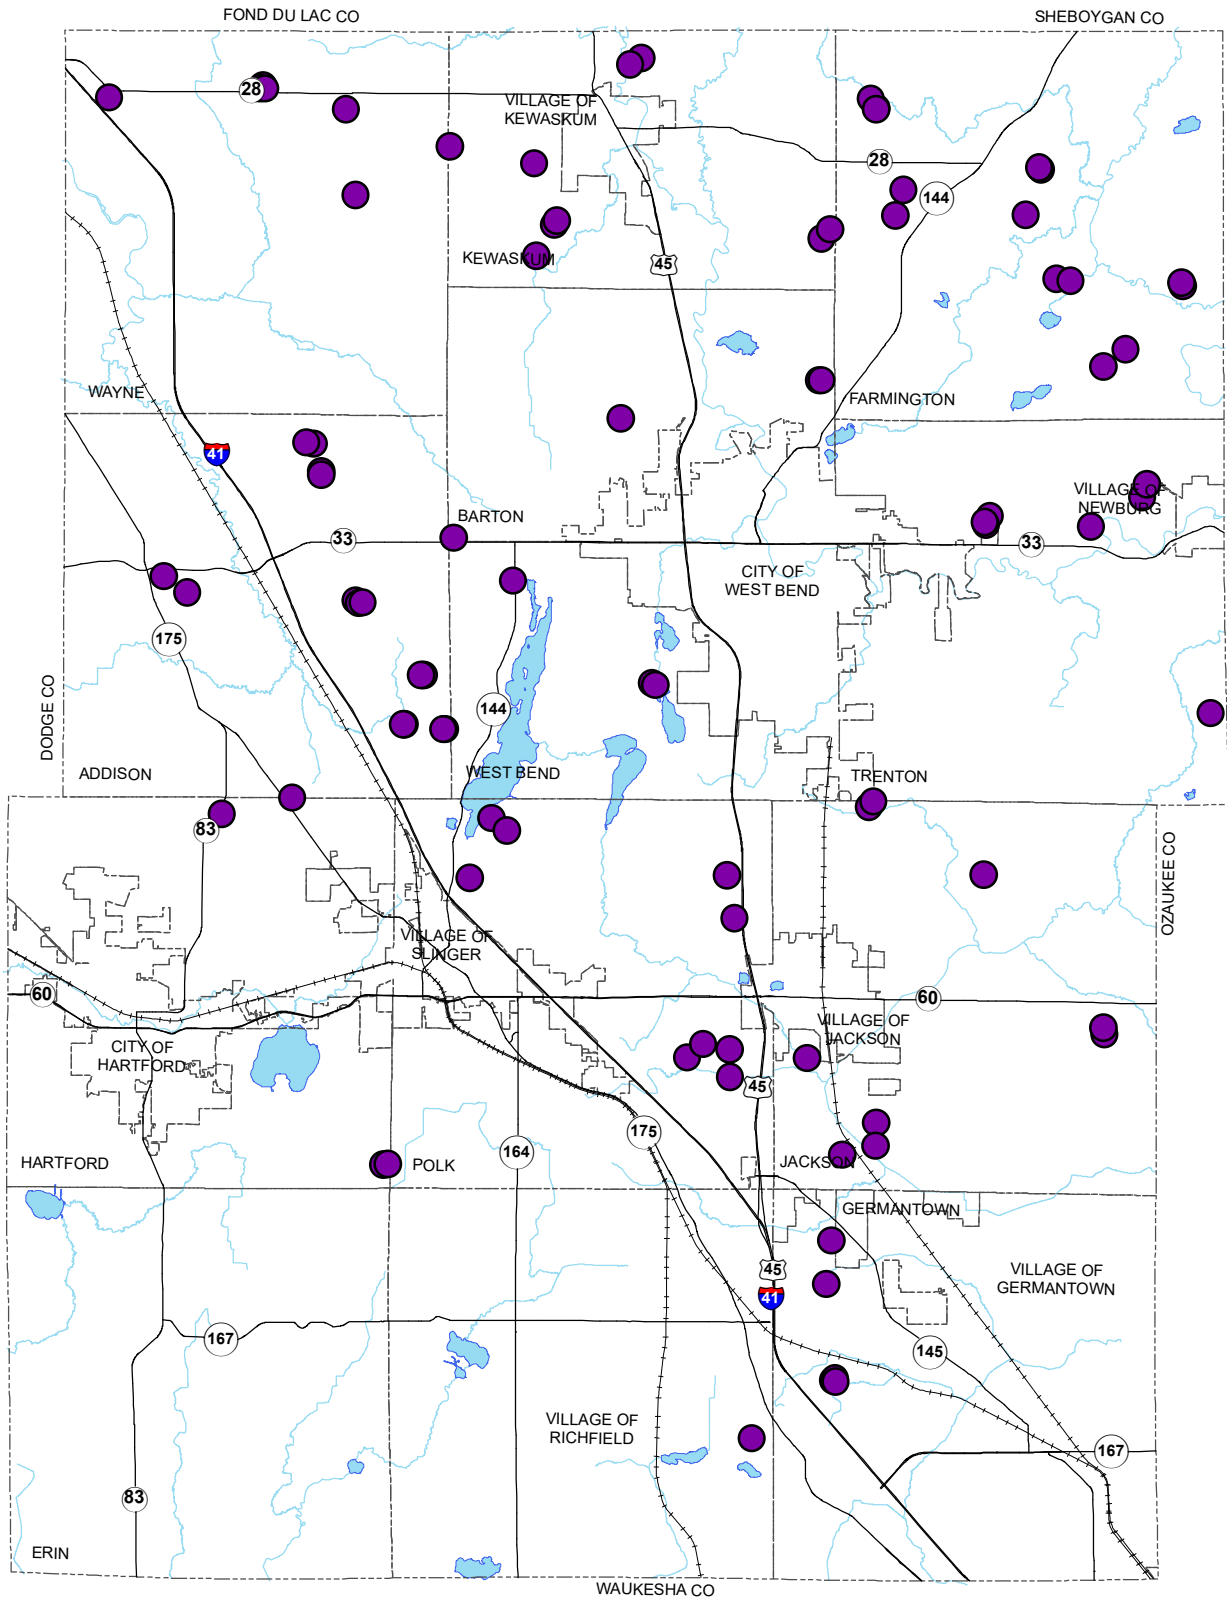 FOND DU LAC CO
SHEBOYGAN CO
28
VILLAGE OF
KEWASKUM
28
144
KEWASKUM
45
WAYNE
FARMINGTON
41
VILLAGE OF
NEWBURG
BARTON
33
33
CITY OF
WEST BEND
175
DODGE CO
144
ADDISON
WEST BEND
TRENTON
83
OZAUKEE CO
VILLAGE OF
SLINGER
60
60
VILLAGE OF
JACKSON
CITY OF
HARTFORD
45
175
164
HARTFORD
POLK
JACKSON
GERMANTOWN
45
VILLAGE OF
GERMANTOWN
41
167
145
VILLAGE OF
RICHFIELD
167
83
ERIN
WAUKESHA CO